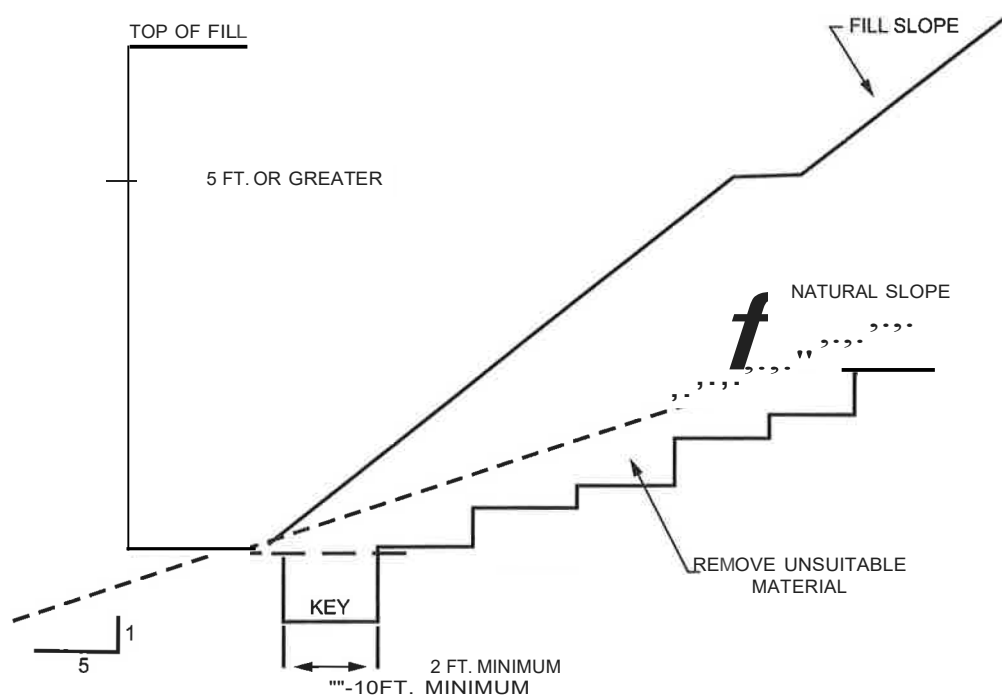 TOP OF FILL
FILL SLOPE
5 FT. OR GREATER
NATURAL SLOPE
f
REMOVE UNSUITABLE
MATERIAL
KEY
1
5
2 FT. MINIMUM
""-10FT. MINIMUM